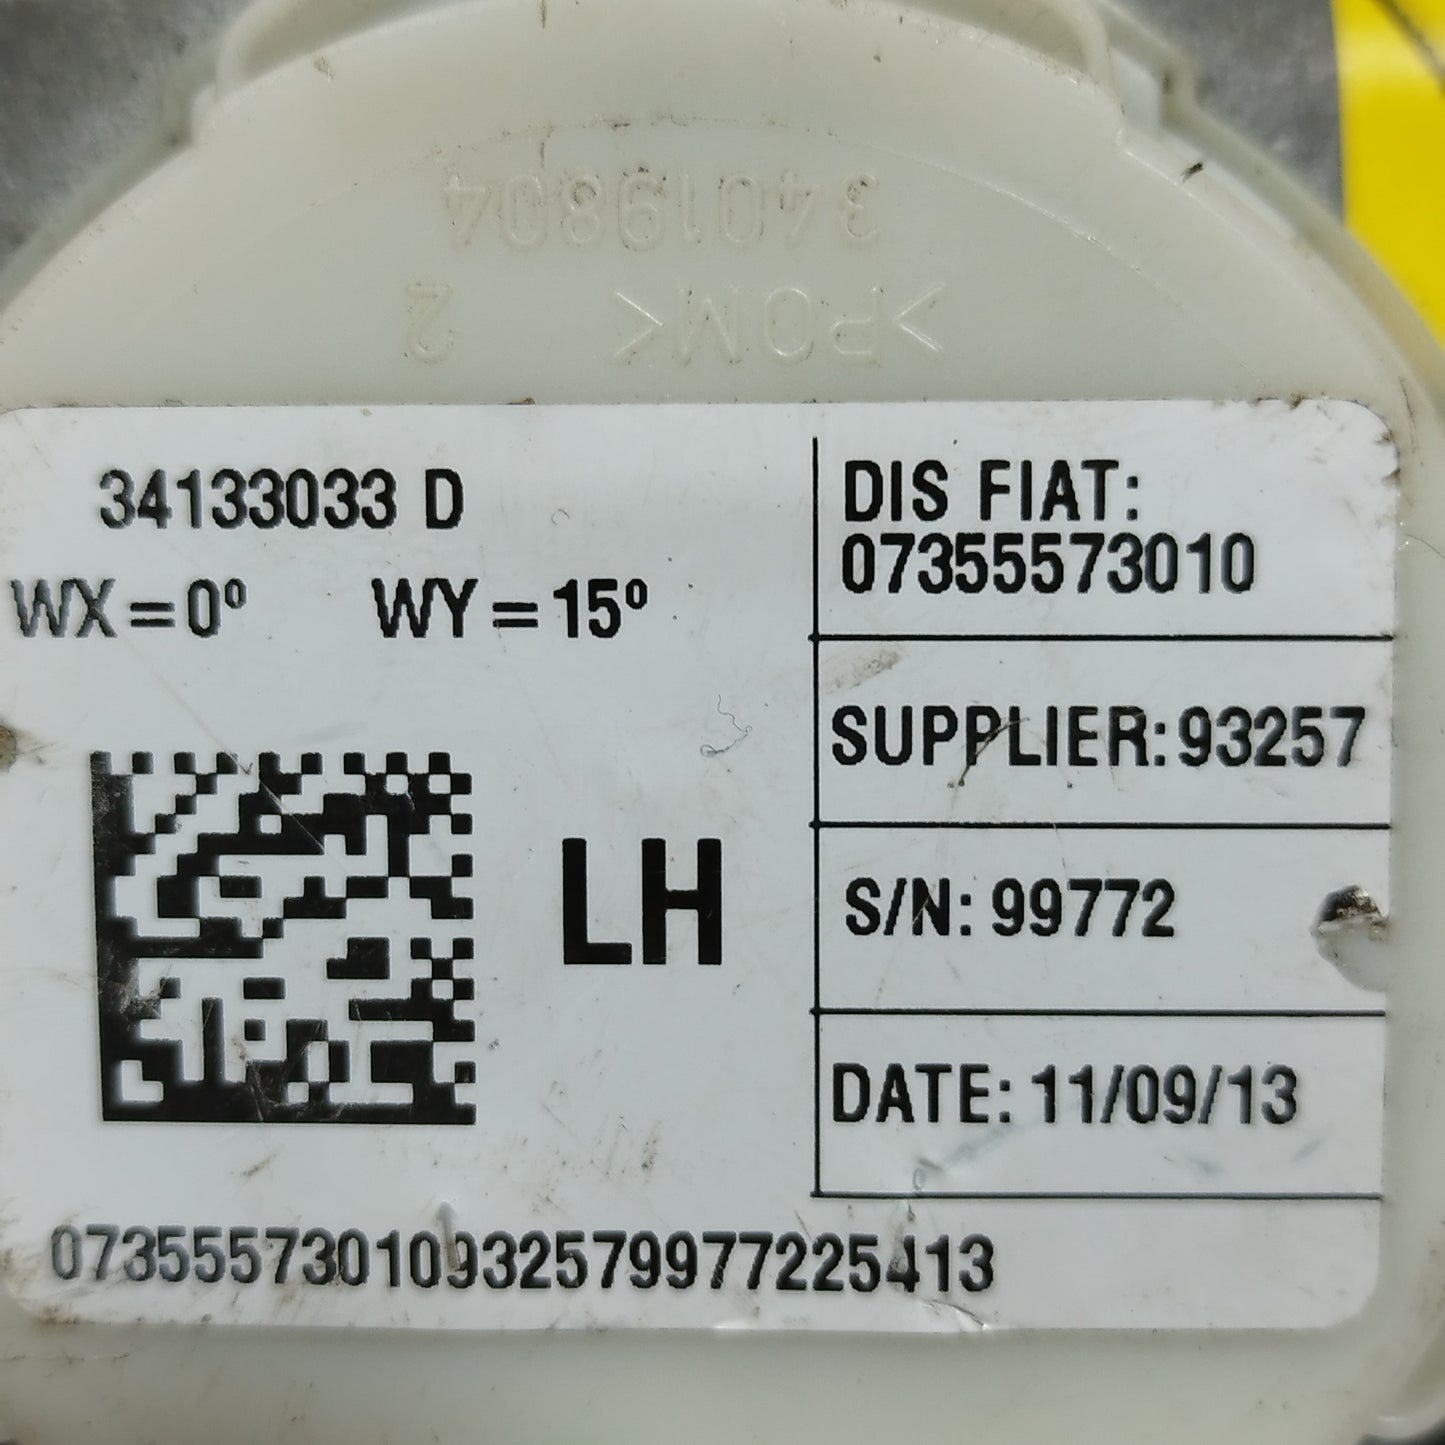 34019804
>POM< 2
34133033 D
WX=0° WY=15°
LH
DIS FIAT:
07355573010
SUPPLIER:93257
S/N: 99772
DATE: 11/09/13
07355573010932579977225413